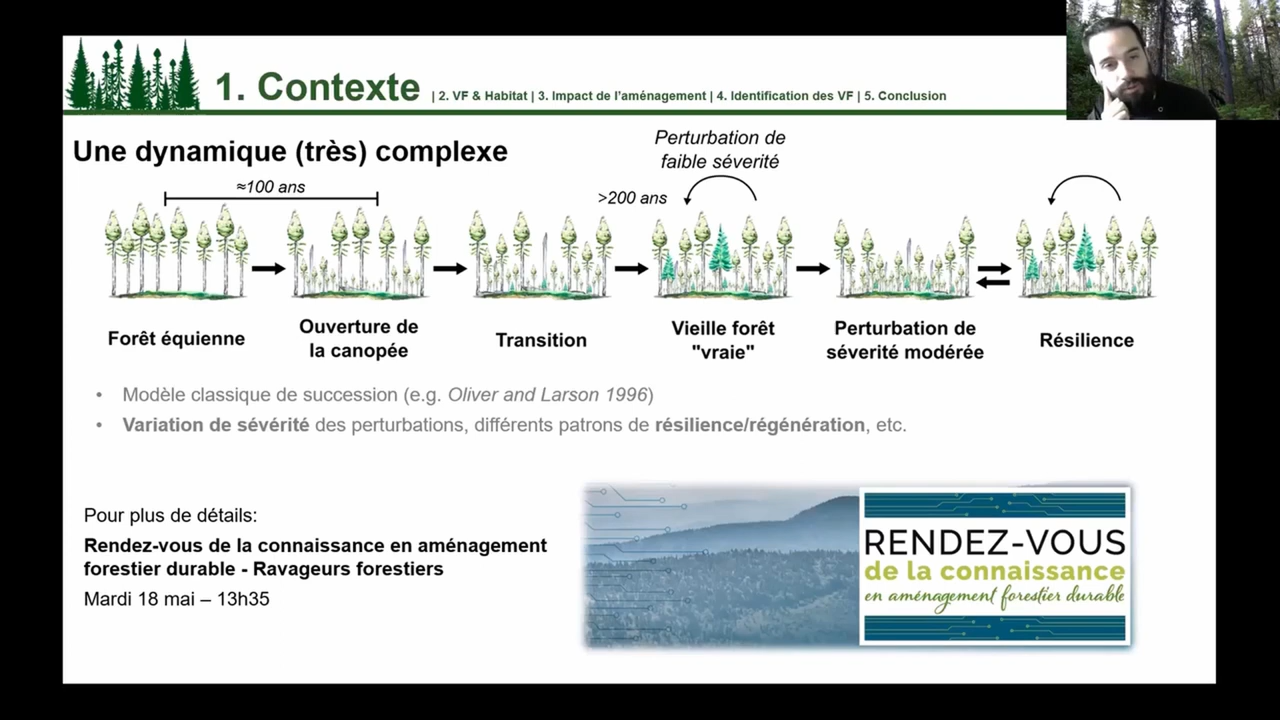 1. Contexte | 2. VF & Habitat | 3. Impact de l'aménagement | 4. Identification des VF | 5. Conclusion
Une dynamique (très) complexe
Perturbation de
faible séverité
≈100 ans
>200 ans
Forêt équienne
Ouverture de
la canopée
Transition
Vieille forêt
"vraie"
Perturbation de
séverité modérée
Résilience
• Modèle classique de succession (e.g. Oliver and Larson 1996)
• Variation de sévérité des perturbations, différents patrons de résilience/régénération, etc.
Pour plus de détails:
Rendez-vous de la connaissance en aménagement
forestier durable - Ravageurs forestiers
Mardi 18 mai – 13h35
RENDEZ-VOUS
de la connaissance
en aménagement forestier durable